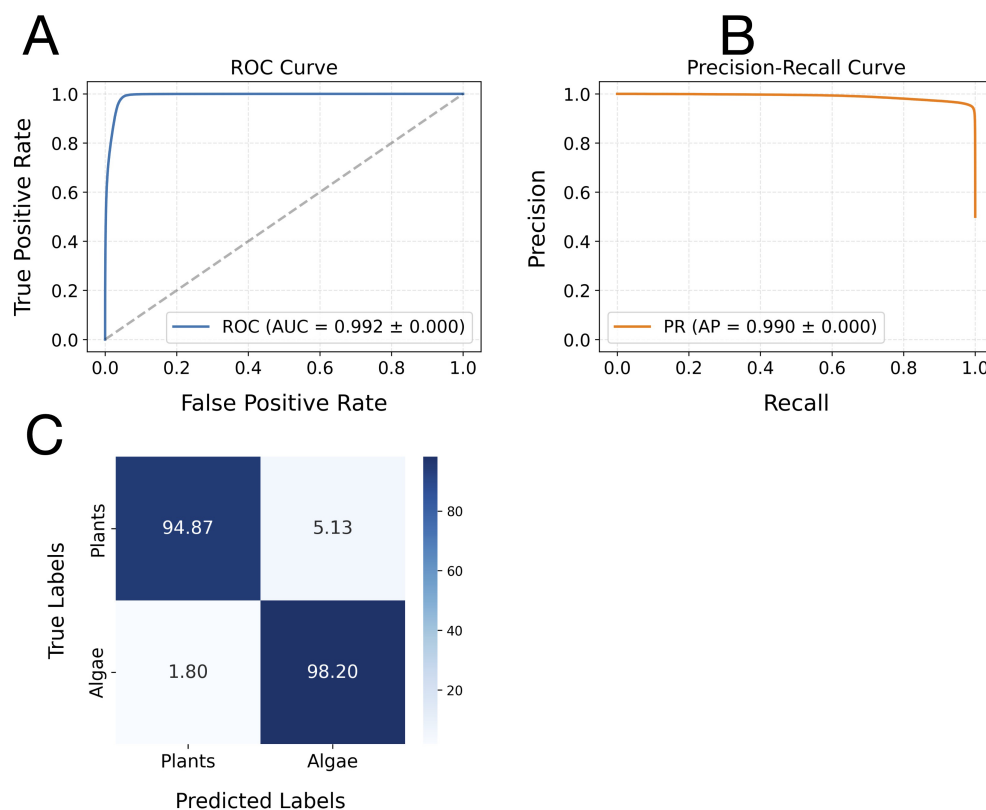 A
ROC Curve
1.0
0.8
0.6
0.4
0.2
0.0
True Positive Rate
ROC (AUC = 0.992 ± 0.000)
0.0 0.2 0.4 0.6 0.8 1.0
False Positive Rate
B
Precision-Recall Curve
1.0
0.8
0.6
0.4
0.2
0.0
Precision
PR (AP = 0.990 ± 0.000)
0.0 0.2 0.4 0.6 0.8 1.0
Recall
C
True Labels
Plants
94.87 5.13
Algae
1.80 98.20
Plants Algae
Predicted Labels
80
60
40
20